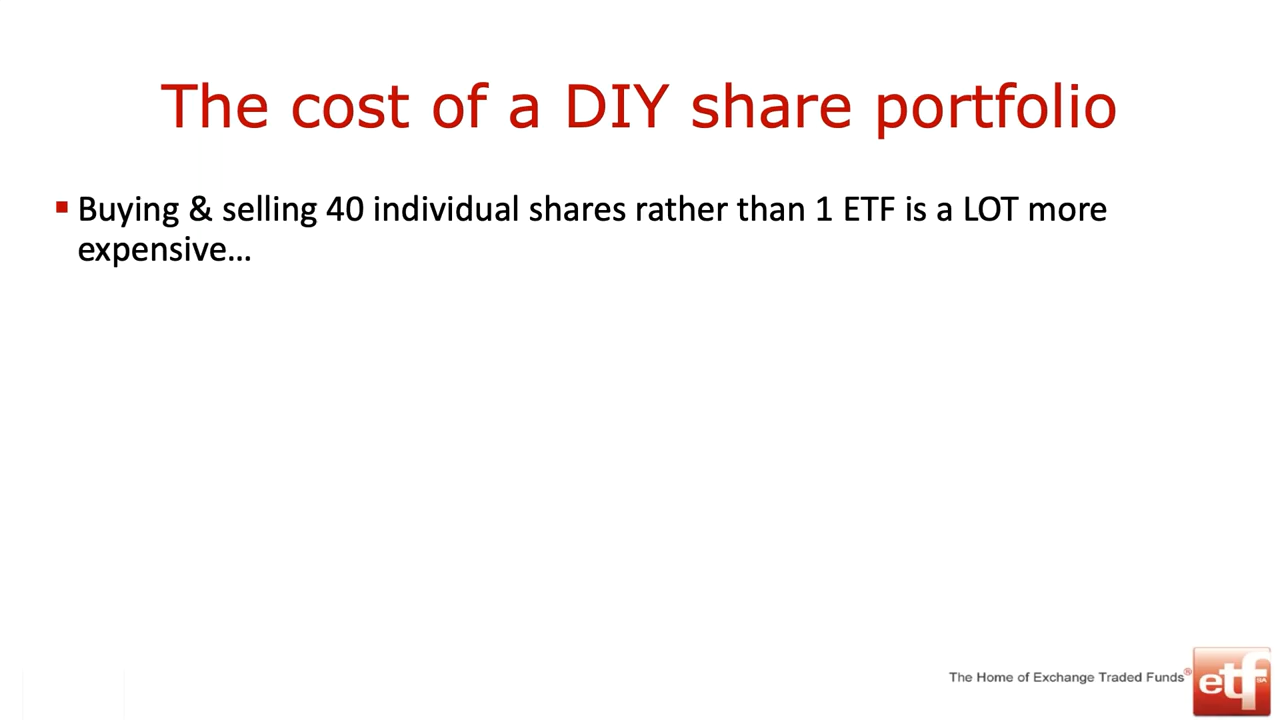 The cost of a DIY share portfolio
Buying & selling 40 individual shares rather than 1 ETF is a LOT more
expensive…
The Home of Exchange Traded Funds®
etf
SA